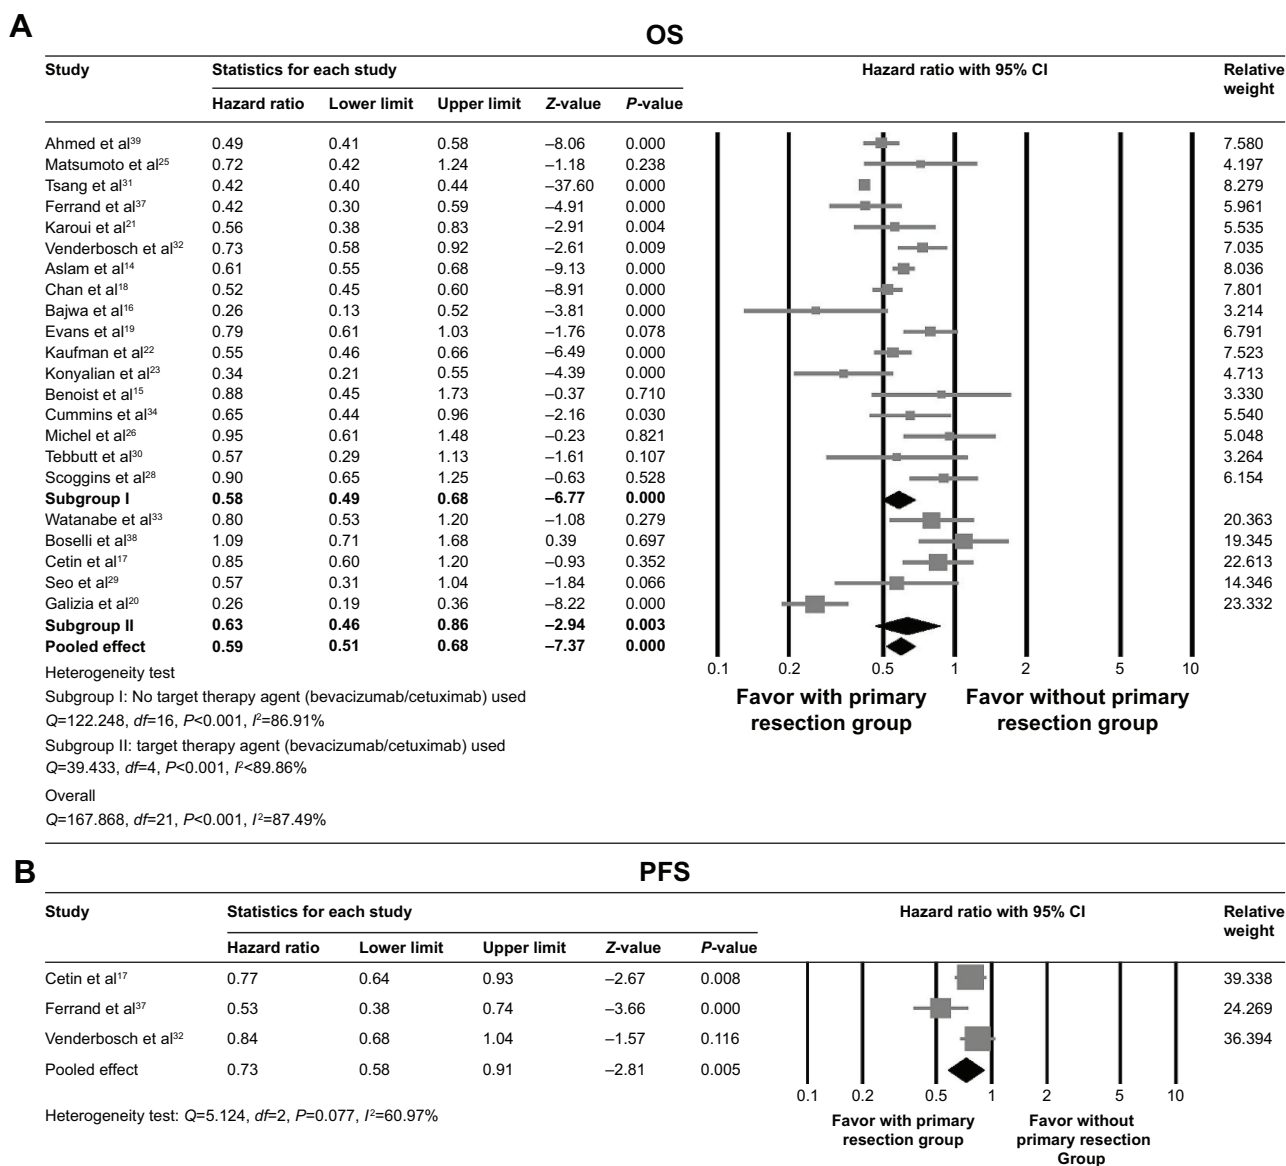 A
OS
Study Statistics for each study Hazard ratio with 95% CI Relative weight
Hazard ratio Lower limit Upper limit Z-value P-value
Ahmed et al39 0.49 0.41 0.58 –8.06 0.000 7.580
Matsumoto et al25 0.72 0.42 1.24 –1.18 0.238 4.197
Tsang et al31 0.42 0.40 0.44 –37.60 0.000 8.279
Ferrand et al37 0.42 0.30 0.59 –4.91 0.000 5.961
Karoui et al21 0.56 0.38 0.83 –2.91 0.004 5.535
Venderbosch et al32 0.73 0.58 0.92 –2.61 0.009 7.035
Aslam et al14 0.61 0.55 0.68 –9.13 0.000 8.036
Chan et al18 0.52 0.45 0.60 –8.91 0.000 7.801
Bajwa et al16 0.26 0.13 0.52 –3.81 0.000 3.214
Evans et al19 0.79 0.61 1.03 –1.76 0.078 6.791
Kaufman et al22 0.55 0.46 0.66 –6.49 0.000 7.523
Konyalian et al23 0.34 0.21 0.55 –4.39 0.000 4.713
Benoist et al15 0.88 0.45 1.73 –0.37 0.710 3.330
Cummins et al34 0.65 0.44 0.96 –2.16 0.030 5.540
Michel et al26 0.95 0.61 1.48 –0.23 0.821 5.048
Tebbutt et al30 0.57 0.29 1.13 –1.61 0.107 3.264
Scoggins et al28 0.90 0.65 1.25 –0.63 0.528 6.154
Subgroup I 0.58 0.49 0.68 –6.77 0.000
Watanabe et al33 0.80 0.53 1.20 –1.08 0.279 20.363
Boselli et al38 1.09 0.71 1.68 0.39 0.697 19.345
Cetin et al17 0.85 0.60 1.20 –0.93 0.352 22.613
Seo et al29 0.57 0.31 1.04 –1.84 0.066 14.346
Galizia et al20 0.26 0.19 0.36 –8.22 0.000 23.332
Subgroup II 0.63 0.46 0.86 –2.94 0.003
Pooled effect 0.59 0.51 0.68 –7.37 0.000
0.1 0.2 0.5 1 2 5 10
Favor with primary resection group
Favor without primary resection group
Heterogeneity test
Subgroup I: No target therapy agent (bevacizumab/cetuximab) used
Q=122.248, df=16, P<0.001, I2=86.91%
Subgroup II: target therapy agent (bevacizumab/cetuximab) used
Q=39.433, df=4, P<0.001, I2<89.86%
Overall
Q=167.868, df=21, P<0.001, I2=87.49%
B
PFS
Study Statistics for each study Hazard ratio with 95% CI Relative weight
Hazard ratio Lower limit Upper limit Z-value P-value
Cetin et al17 0.77 0.64 0.93 –2.67 0.008 39.338
Ferrand et al37 0.53 0.38 0.74 –3.66 0.000 24.269
Venderbosch et al32 0.84 0.68 1.04 –1.57 0.116 36.394
Pooled effect 0.73 0.58 0.91 –2.81 0.005
0.1 0.2 0.5 1 2 5 10
Heterogeneity test: Q=5.124, df=2, P=0.077, I2=60.97%
Favor with primary resection group
Favor without primary resection Group